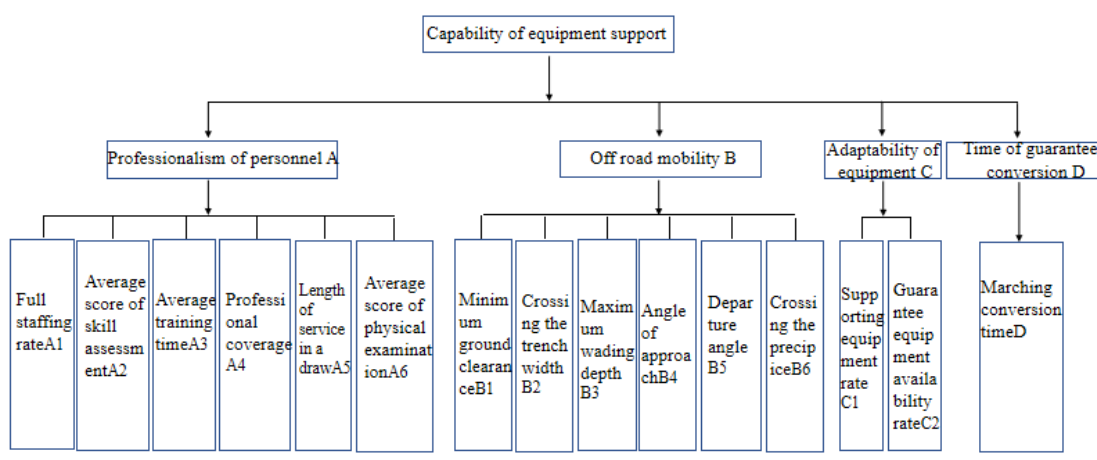 Capability of equipment support
Professionalism of personnel A
Off road mobility B
Adaptability of
equipment C
Time of guarantee
conversion D
Full
staffing
rateA1
Average
score of
skill
assessm
entA2
Average
training
timeA3
Professi
onal
coverage
A4
Length
of
service
in a
drawA5
Average
score of
physical
examinat
ionA6
Minim
um
ground
clearan
ceB1
Crossi
ng the
trench
width
B2
Maxim
um
wading
depth
B3
Angle
of
approa
chB4
Depar
ture
angle
B5
Crossi
ng the
precip
iceB6
Supp
orting
equip
ment
rate
C1
Guara
ntee
equip
ment
availa
bility
rateC2
Marching
conversion
timeD